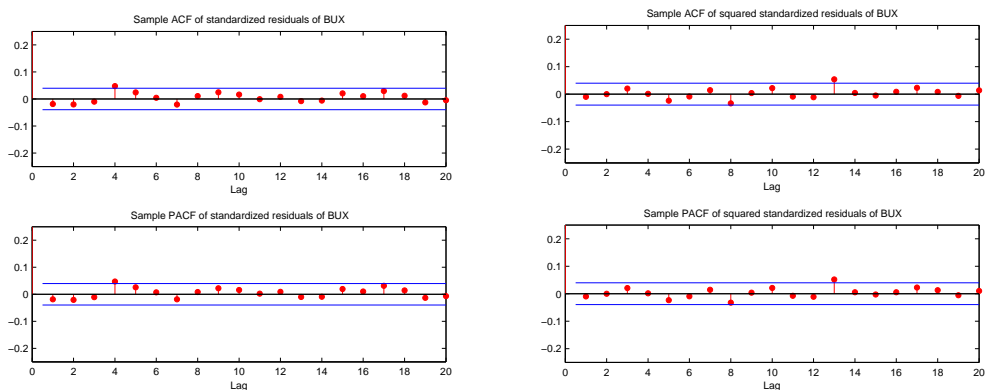 Sample ACF of standardized residuals of BUX
0.2
0.1
0
−0.1
−0.2
0 2 4 6 8 10 12 14 16 18 20
Lag
Sample PACF of standardized residuals of BUX
0.2
0.1
0
−0.1
−0.2
0 2 4 6 8 10 12 14 16 18 20
Lag
Sample ACF of squared standardized residuals of BUX
0.2
0.1
0
−0.1
−0.2
0 2 4 6 8 10 12 14 16 18 20
Lag
Sample PACF of squared standardized residuals of BUX
0.2
0.1
0
−0.1
−0.2
0 2 4 6 8 10 12 14 16 18 20
Lag